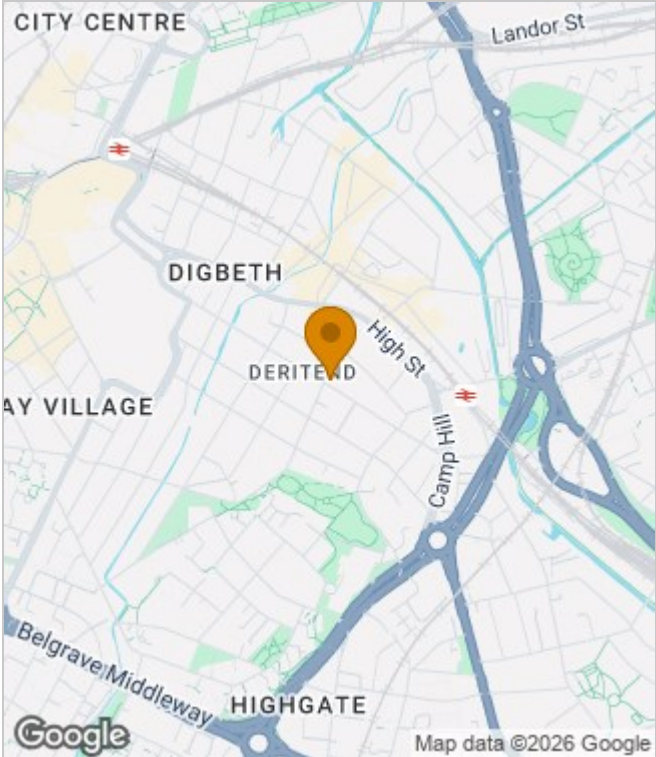 CITY CENTRE
Landor St
DIGBETH
High St
DERITEND
AY VILLAGE
Camp Hill
Belgrave Middleway
HIGHGATE
Google
Map data ©2026 Google